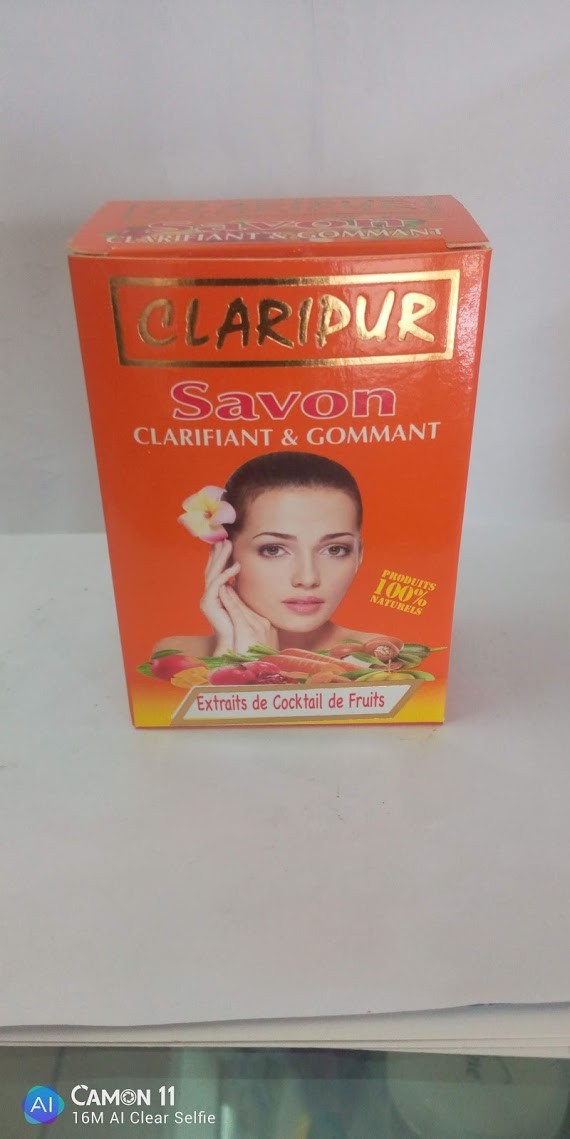 Savon
CLARIFIANT & GOMMANT
CLARIPUR
Savon
CLARIFIANT & GOMMANT
PRODUITS
100%
NATURELS
Extraits de Cocktail de Fruits
AI CAMON 11
16M AI Clear Selfie